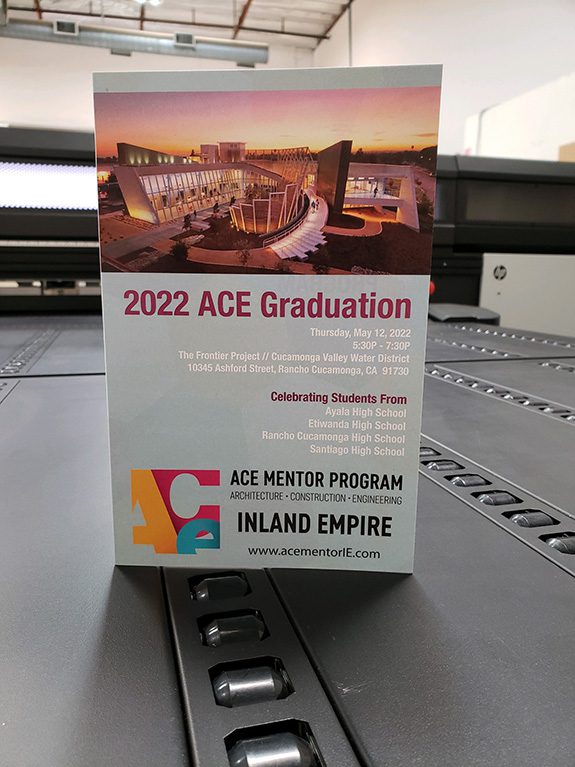 2022 ACE Graduation
Thursday, May 12, 2022
5:30P - 7:30P
The Frontier Project // Cucamonga Valley Water District
10345 Ashford Street, Rancho Cucamonga, CA 91730
Celebrating Students From
Ayala High School
Etiwanda High School
Rancho Cucamonga High School
Santiago High School
ACe
ACE MENTOR PROGRAM
ARCHITECTURE · CONSTRUCTION · ENGINEERING
INLAND EMPIRE
www.acementorIE.com
hp